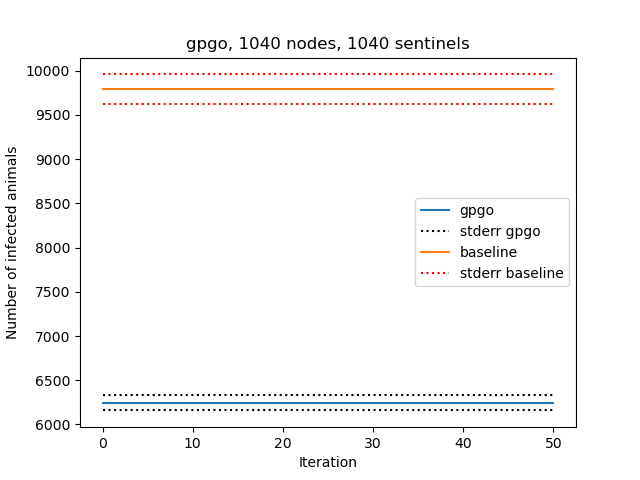 gpgo, 1040 nodes, 1040 sentinels
Number of infected animals
10000
9500
9000
8500
8000
7500
7000
6500
6000
gpgo
stderr gpgo
baseline
stderr baseline
0 10 20 30 40 50
Iteration